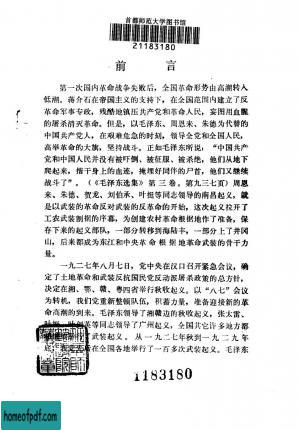 首都师范大学图书馆
21183180
前言
第一次国内革命战争失败后，全国革命形势由高潮转入
低潮。蒋介石在帝国主义的支持下，在全国范围内建立了反
革命军事专政，残酷地镇压共产党和革命人民，妄图用血腥
的屠杀消灭革命。但是，以毛泽东、周恩来、朱德为代表的
中国共产党人，在艰难危急的时刻，领导全党和全国人民，
高举革命的大旗，坚持战斗。正如毛泽东所说：“中国共产
党和中国人民并没有被吓倒、被征服、被杀绝，他们从地下
爬起来，揩干身上的血迹，掩埋好同伴的尸首，他们又继续
战斗了”。（《毛泽东选集》第三卷，第九三七页）周恩
来、朱德、贺龙、刘伯承、叶挺等同志领导的南昌起义，就
是以武装的革命反对武装的反革命的开始，这次起义拉开了
工农武装割据的序幕，为创建农村革命根据地作了准备，保
存下来的起义部队，一部分转移到海陆丰，一部分上了井冈
山，后来都成为东江和中央革命根据地革命武装的骨干力
量。
一九二七年八月七日，党中央在汉口召开紧急会议，确
定了土地革命和武装反抗国民党反动派屠杀政策的总方针，
决定在湘、鄂、赣、粤四省举行秋收起义。以“八七”会议
为转机，我们党重新整顿队伍，积蓄力量，准备迎接新的革
命高潮的到来。毛泽东领导了湘赣边的秋收起义，张太雷、
等同志领导了广州起义，全国其它许多地方都
武装起义。从一九二七年秋到一九二九年
在全国各地举行了一百多次武装起义。毛泽东
1183180